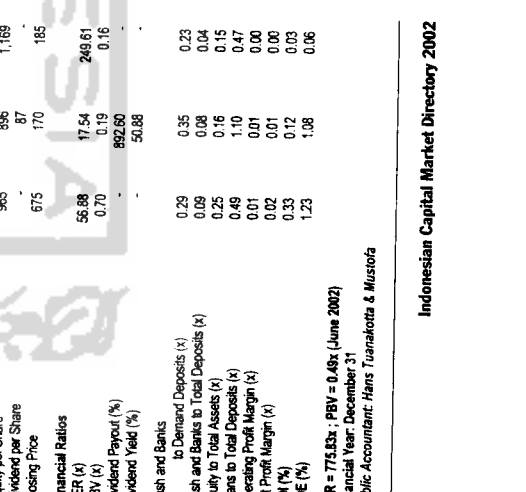 965 896 1,169
Dividend per Share - 87 -
Closing Price 675 170 185
Financial Ratios
PER (x) 56.88 17.54 249.61
PBV (x) 0.70 0.19 0.16
Dividend Payout (%) - 892.60 -
Dividend Yield (%) - 50.88 -
Cash and Banks
to Demand Deposits (x) 0.29 0.35 0.23
Cash and Banks to Total Deposits (x) 0.09 0.08 0.04
Equity to Total Assets (x) 0.25 0.16 0.15
Loans to Total Deposits (x) 0.49 1.10 0.47
Operating Profit Margin (x) 0.01 0.01 0.00
Net Profit Margin (x) 0.02 0.01 0.00
(%) 0.33 0.12 0.03
(%) 1.23 1.08 0.06
R = 775.83x ; PBV = 0.49x (June 2002)
Financial Year: December 31
Public Accountant: Hans Tuanakotta & Mustofa
Indonesian Capital Market Directory 2002